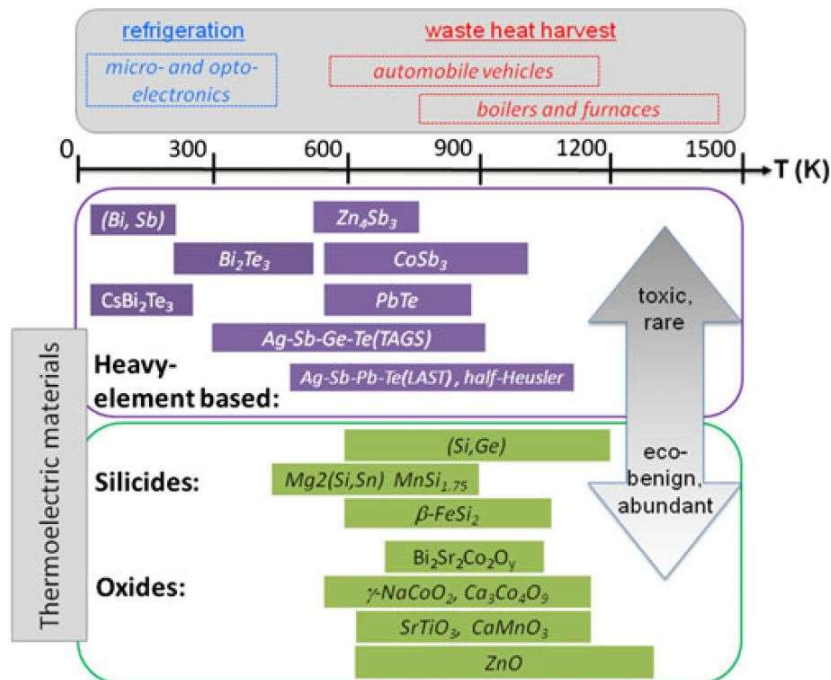 refrigeration
waste heat harvest
micro- and opto-
electronics
automobile vehicles
boilers and furnaces
0 300 600 900 1200 1500
T (K)
(Bi, Sb)
Zn₄Sb₃
Bi₂Te₃
CoSb₃
CsBi₂Te₃
PbTe
Ag-Sb-Ge-Te(TAGS)
Ag-Sb-Pb-Te(LAST) , half-Heusler
Heavy-
element based:
toxic,
rare
Thermoelectric materials
(Si,Ge)
Silicides:
Mg2(Si,Sn) MnSi₁.₇₅
β-FeSi₂
eco-
benign,
abundant
Bi₂Sr₂Co₂Oᵧ
Oxides:
γ-NaCoO₂, Ca₃Co₄O₉
SrTiO₃, CaMnO₃
ZnO